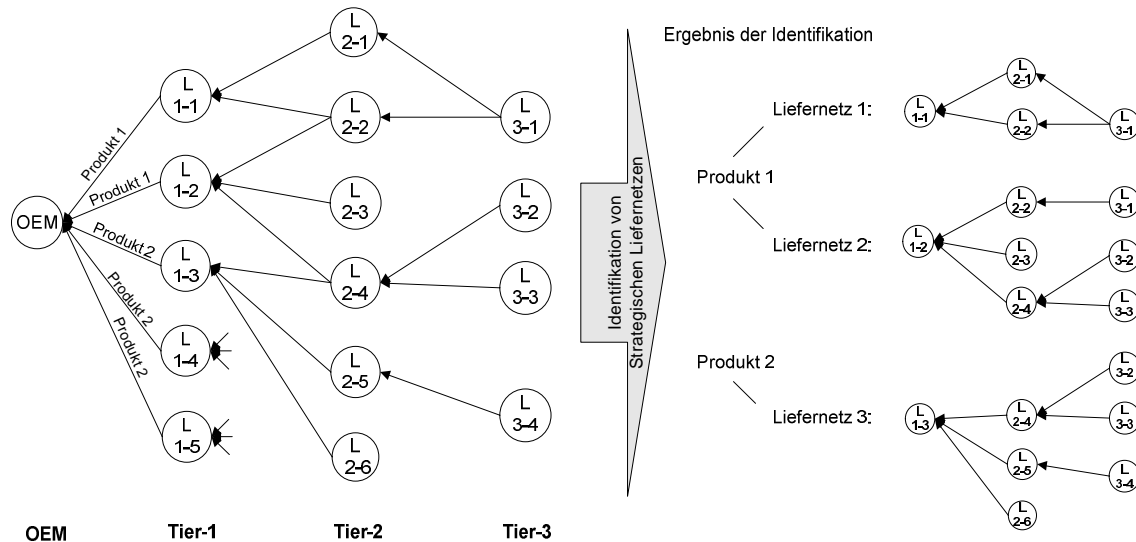 L
2-1
L
1-1
L
2-2
L
3-1
Produkt 1
Produkt 1
L
1-2
L
2-3
L
3-2
OEM
Produkt 2
L
1-3
L
2-4
L
3-3
Produkt 2
L
1-4
Produkt 2
L
2-5
L
3-4
L
1-5
L
2-6
OEM
Tier-1
Tier-2
Tier-3
Identifikation von
Strategischen Liefernetzen
Ergebnis der Identifikation
Produkt 1
Liefernetz 1:
L
1-1
L
2-1
L
2-2
L
3-1
Liefernetz 2:
L
1-2
L
2-2
L
3-1
L
2-3
L
3-2
L
2-4
L
3-3
Produkt 2
Liefernetz 3:
L
1-3
L
3-2
L
2-4
L
3-3
L
2-5
L
3-4
L
2-6